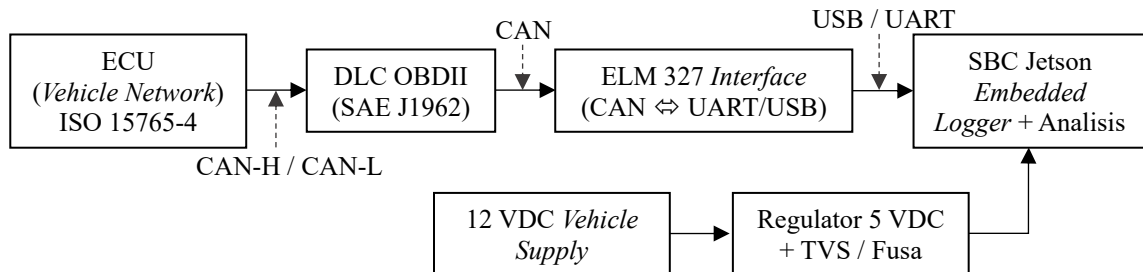 CAN
USB / UART
ECU
(Vehicle Network)
ISO 15765-4
DLC OBDII
(SAE J1962)
ELM 327 Interface
(CAN ⇔ UART/USB)
SBC Jetson
Embedded
Logger + Analisis
CAN-H / CAN-L
12 VDC Vehicle
Supply
Regulator 5 VDC
+ TVS / Fusa